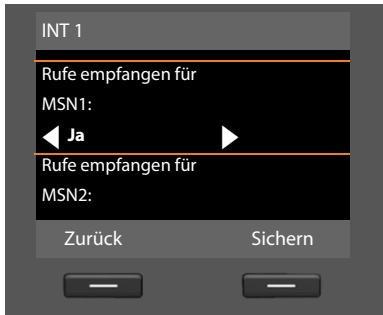 INT 1
Rufe empfangen für
MSN1:
Ja
Rufe empfangen für
MSN2:
Zurück Sichern